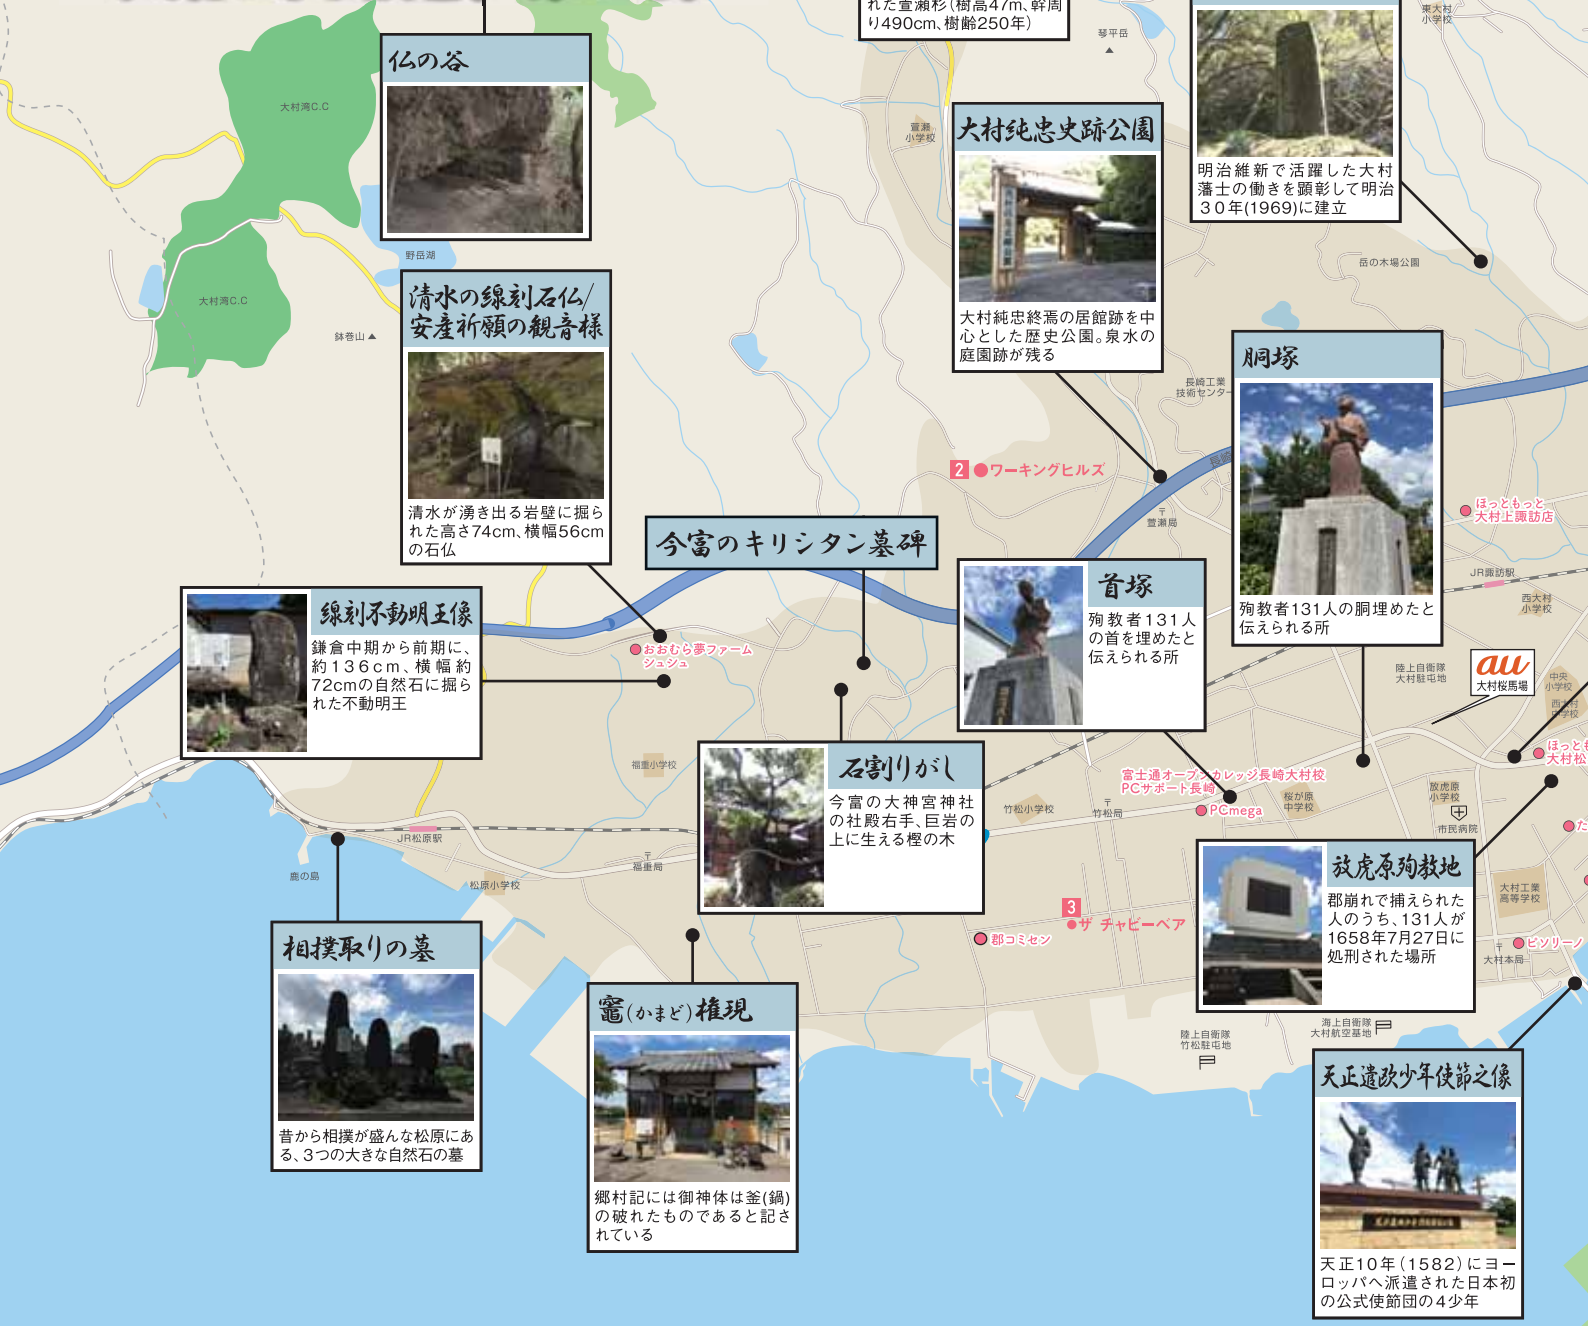 れた萱瀬杉（樹高47m、幹周
り490cm、樹齢250年）
琴平岳
東大村
小学校
仏の谷
大村湾C.C
萱瀬
小学校
大村純忠史跡公園
大村純忠終焉の居館跡を中
心とした歴史公園。泉水の
庭園跡が残る
明治維新で活躍した大村
藩士の働きを顕彰して明治
３０年(1969)に建立
岳の木場公園
野岳湖
大村湾C.C
鉢巻山
清水の線刻石仏/
安産祈願の観音様
清水が湧き出る岩壁に掘ら
れた高さ74cm、横幅56cm
の石仏
長崎工業
技術センター
胴塚
殉教者131人の胴埋めたと
伝えられる所
2 ワーキングヒルズ
長崎
〒
萱瀬局
ほっともっと
大村上諏訪店
JR諏訪駅
西大村
小学校
今富のキリシタン墓碑
線刻不動明王像
鎌倉中期から前期に、
約136cm、横幅約
72cmの自然石に掘ら
れた不動明王
おおむら夢ファーム
シュシュ
首塚
殉教者131人
の首を埋めたと
伝えられる所
陸上自衛隊
大村駐屯地
au
大村桜馬場
中央
小学校
西大村
中学校
ほっとも
大村松
福重小学校
石割りがし
今富の大神宮神社
の社殿右手、巨岩の
上に生える樫の木
富士通オープンカレッジ長崎大村校
PCサポート長崎
PCmega
竹松小学校
〒
竹松局
桜が原
中学校
放虎原
小学校
市民病院
た
JR松原駅
鹿の島
松原小学校
〒
福重局
放虎原殉教地
郡崩れで捕えられた
人のうち、131人が
1658年7月27日に
処刑された場所
大村工業
高等学校
3
ザ チャビーベア
郡コミセン
ピソリーノ
〒
大村本局
相撲取りの墓
昔から相撲が盛んな松原にあ
る、３つの大きな自然石の墓
竈(かまど)権現
郷村記には御神体は釜(鍋)
の破れたものであると記さ
れている
陸上自衛隊
竹松駐屯地
海上自衛隊
大村航空基地
天正遣欧少年使節之像
天正10年（1582）にヨー
ロッパへ派遣された日本初
の公式使節団の４少年